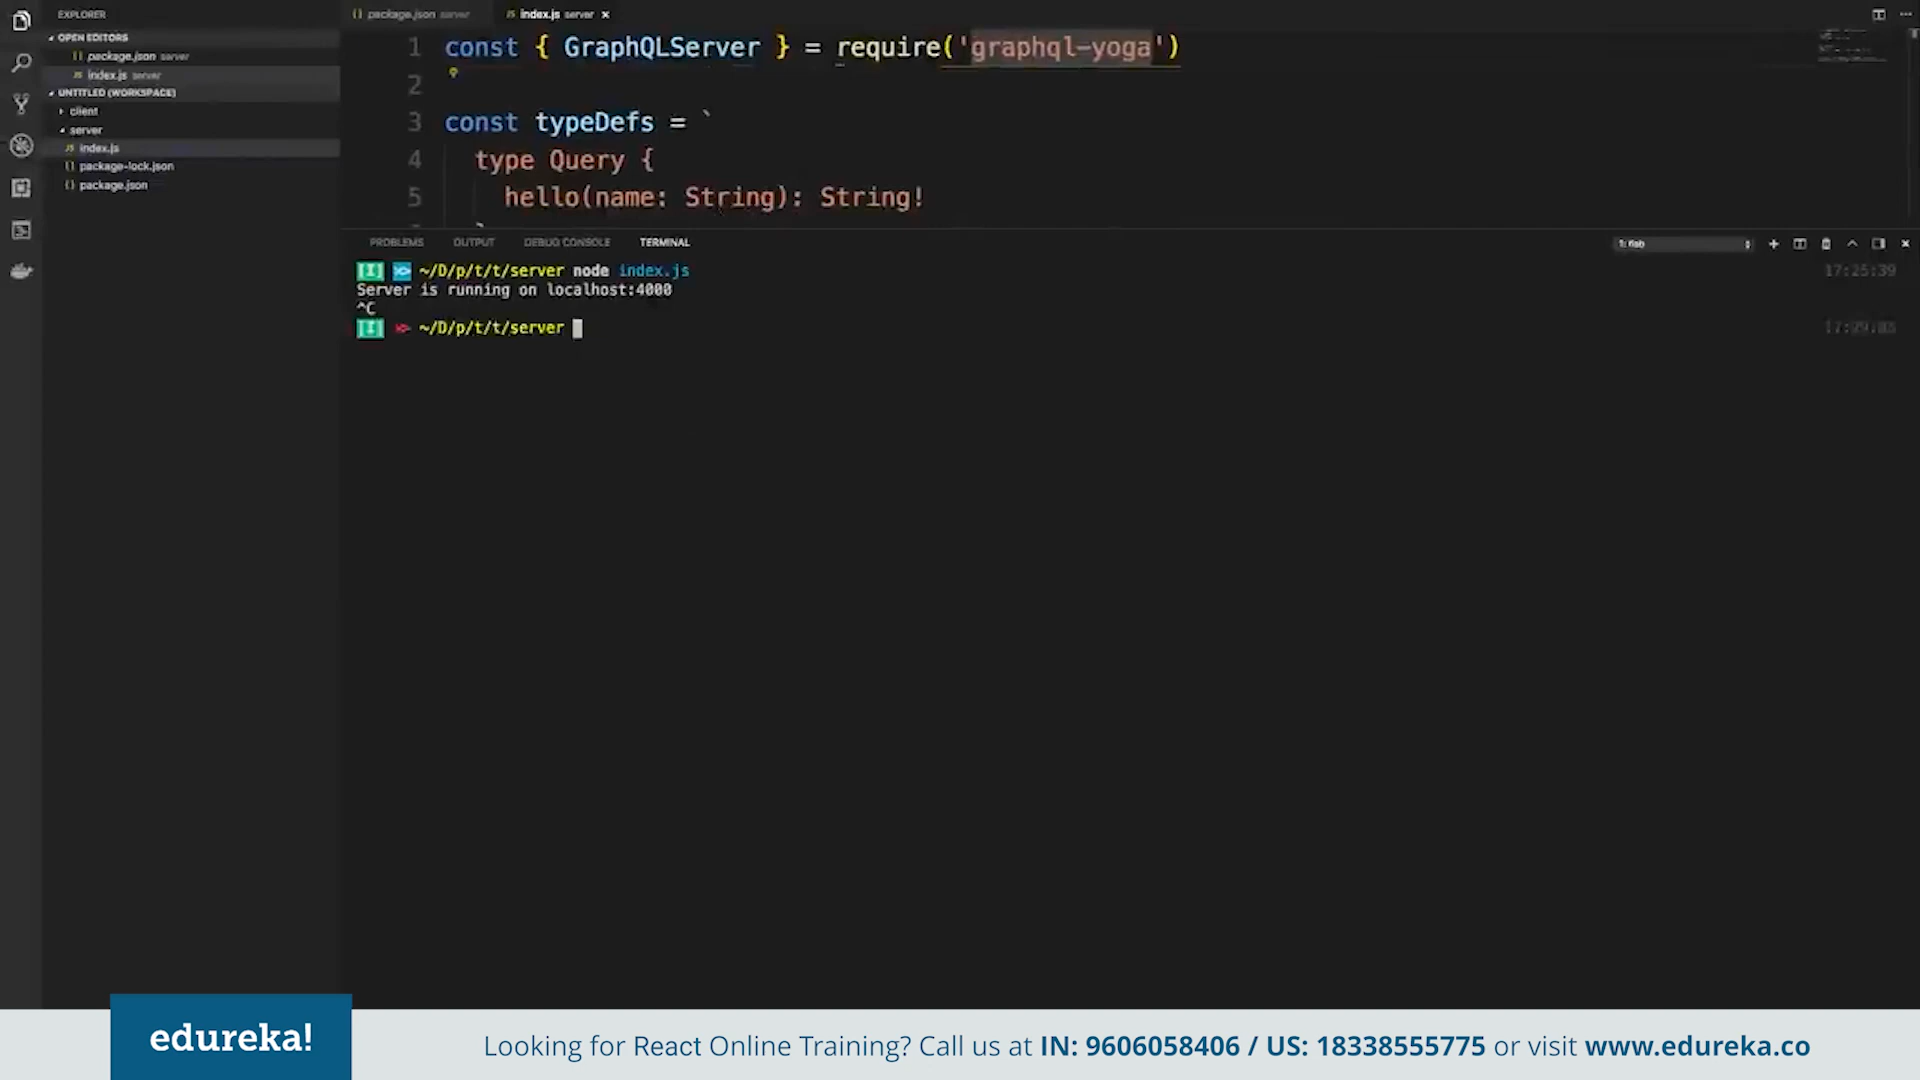 EXPLORER
OPEN EDITORS
package.json server
index.js server
UNTITLED (WORKSPACE)
client
server
index.js
package-lock.json
package.json
package.json server
index.js server ×
1 const { GraphQLServer } = require('graphql-yoga')
2
3 const typeDefs = `
4 type Query {
5 hello(name: String): String!
PROBLEMS OUTPUT DEBUG CONSOLE TERMINAL
[I] ~/D/p/t/t/server node index.js 17:25:39
Server is running on localhost:4000
^C
[I] ~/D/p/t/t/server
edureka!
Looking for React Online Training? Call us at IN: 9606058406 / US: 18338555775 or visit www.edureka.co